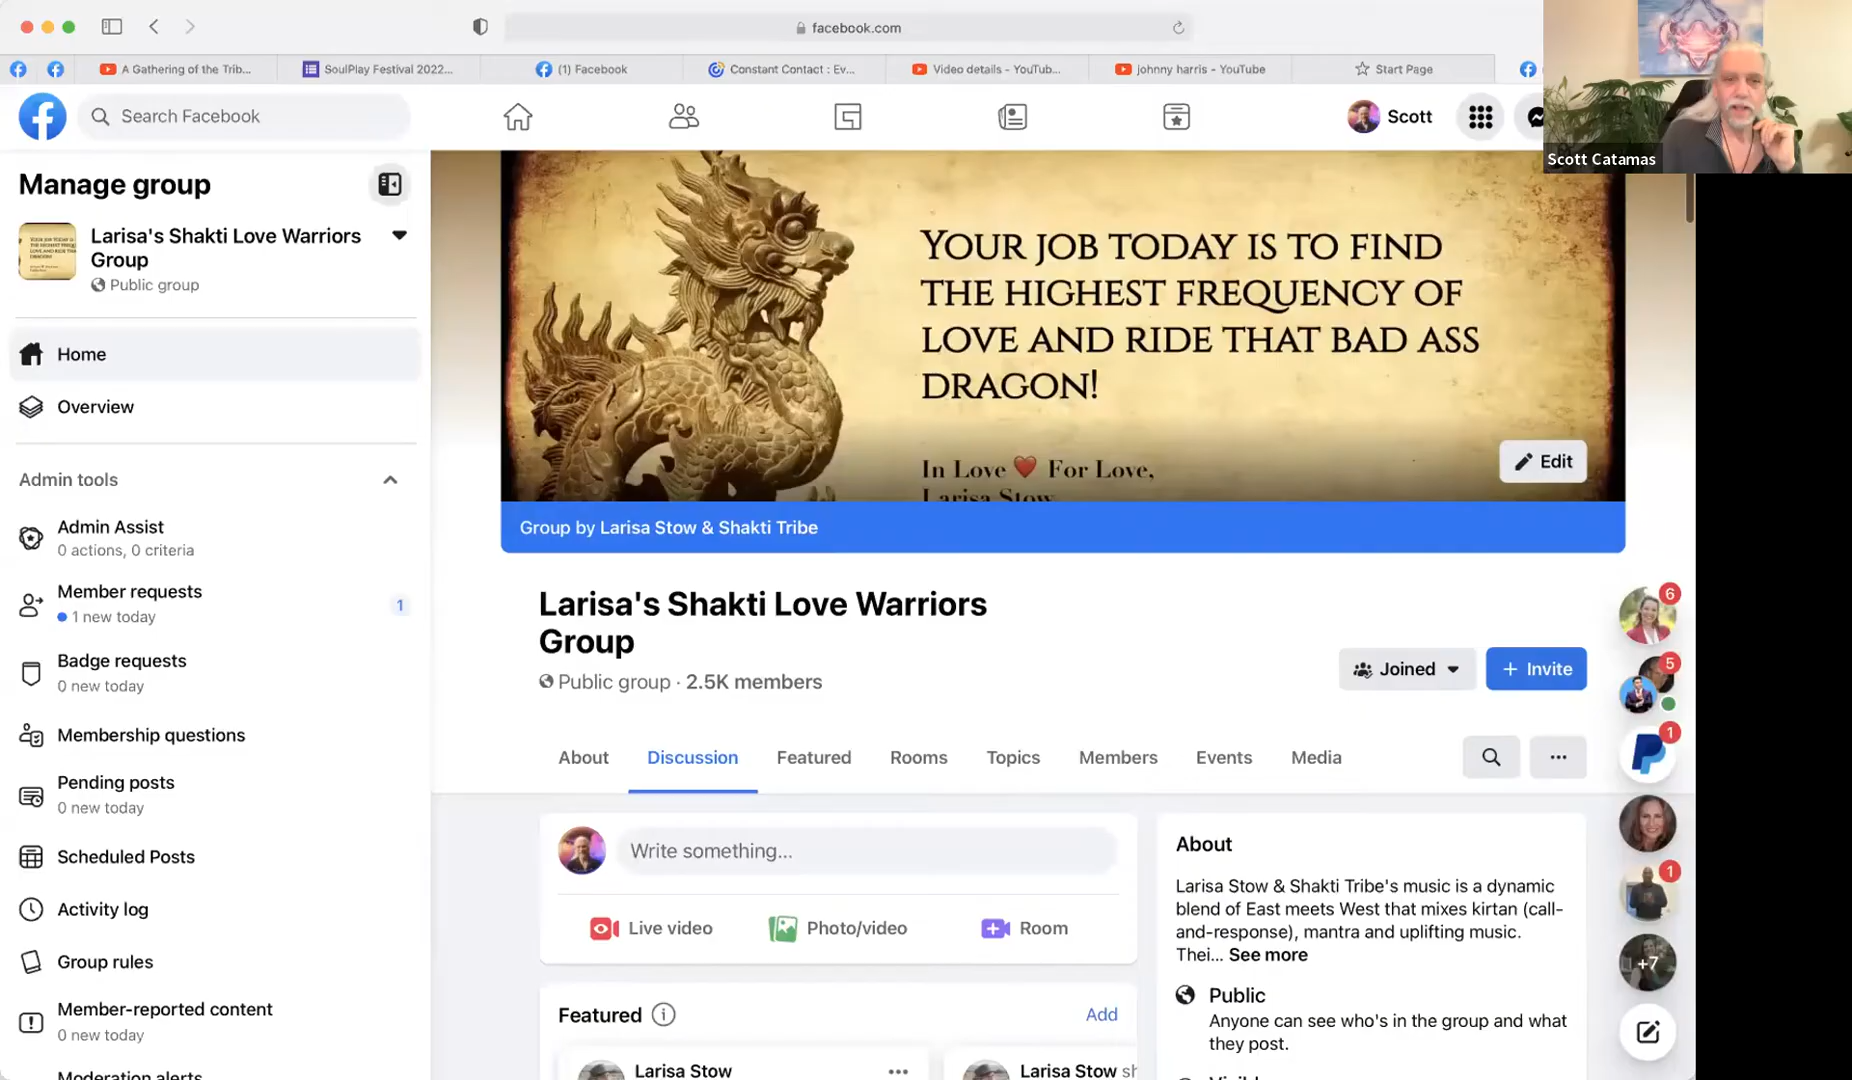 facebook.com
A Gathering of the Trib...
SoulPlay Festival 2022...
(1) Facebook
Constant Contact : Ev...
Video details - YouTub...
johnny harris - YouTube
Start Page
Search Facebook
Scott
Scott Catamas
Manage group
Larisa's Shakti Love Warriors
Group
Public group
Home
Overview
Admin tools
Admin Assist
0 actions, 0 criteria
Member requests
1 new today
1
Badge requests
0 new today
Membership questions
Pending posts
0 new today
Scheduled Posts
Activity log
Group rules
Member-reported content
0 new today
Moderation alerts
YOUR JOB TODAY IS TO FIND
THE HIGHEST FREQUENCY OF
LOVE AND RIDE THAT BAD ASS
DRAGON!
In Love ❤ For Love,
Larisa Stow
Edit
Group by Larisa Stow & Shakti Tribe
Larisa's Shakti Love Warriors
Group
Public group · 2.5K members
Joined
+ Invite
About
Discussion
Featured
Rooms
Topics
Members
Events
Media
Write something...
Live video
Photo/video
Room
Featured
Add
Larisa Stow
Larisa Stow sh
About
Larisa Stow & Shakti Tribe's music is a dynamic
blend of East meets West that mixes kirtan (call-
and-response), mantra and uplifting music.
Thei... See more
Public
Anyone can see who's in the group and what
they post.
6
5
1
1
+7